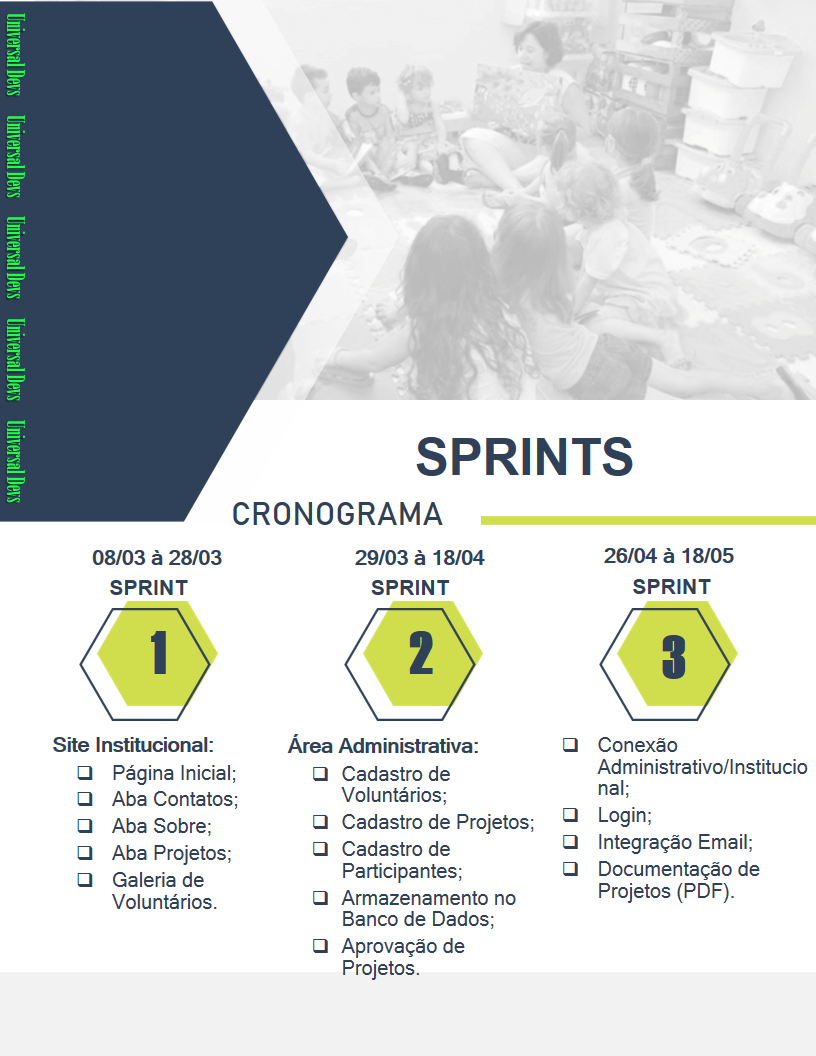 Universal Devs
Universal Devs
Universal Devs
Universal Devs
Universal Devs
SPRINTS
CRONOGRAMA
08/03 à 28/03
SPRINT
1
Site Institucional:
❑ Página Inicial;
❑ Aba Contatos;
❑ Aba Sobre;
❑ Aba Projetos;
❑ Galeria de
Voluntários.
29/03 à 18/04
SPRINT
2
Área Administrativa:
❑ Cadastro de
Voluntários;
❑ Cadastro de Projetos;
❑ Cadastro de
Participantes;
❑ Armazenamento no
Banco de Dados;
❑ Aprovação de
Projetos.
26/04 à 18/05
SPRINT
3
❑ Conexão
Administrativo/Institucio
nal;
❑ Login;
❑ Integração Email;
❑ Documentação de
Projetos (PDF).